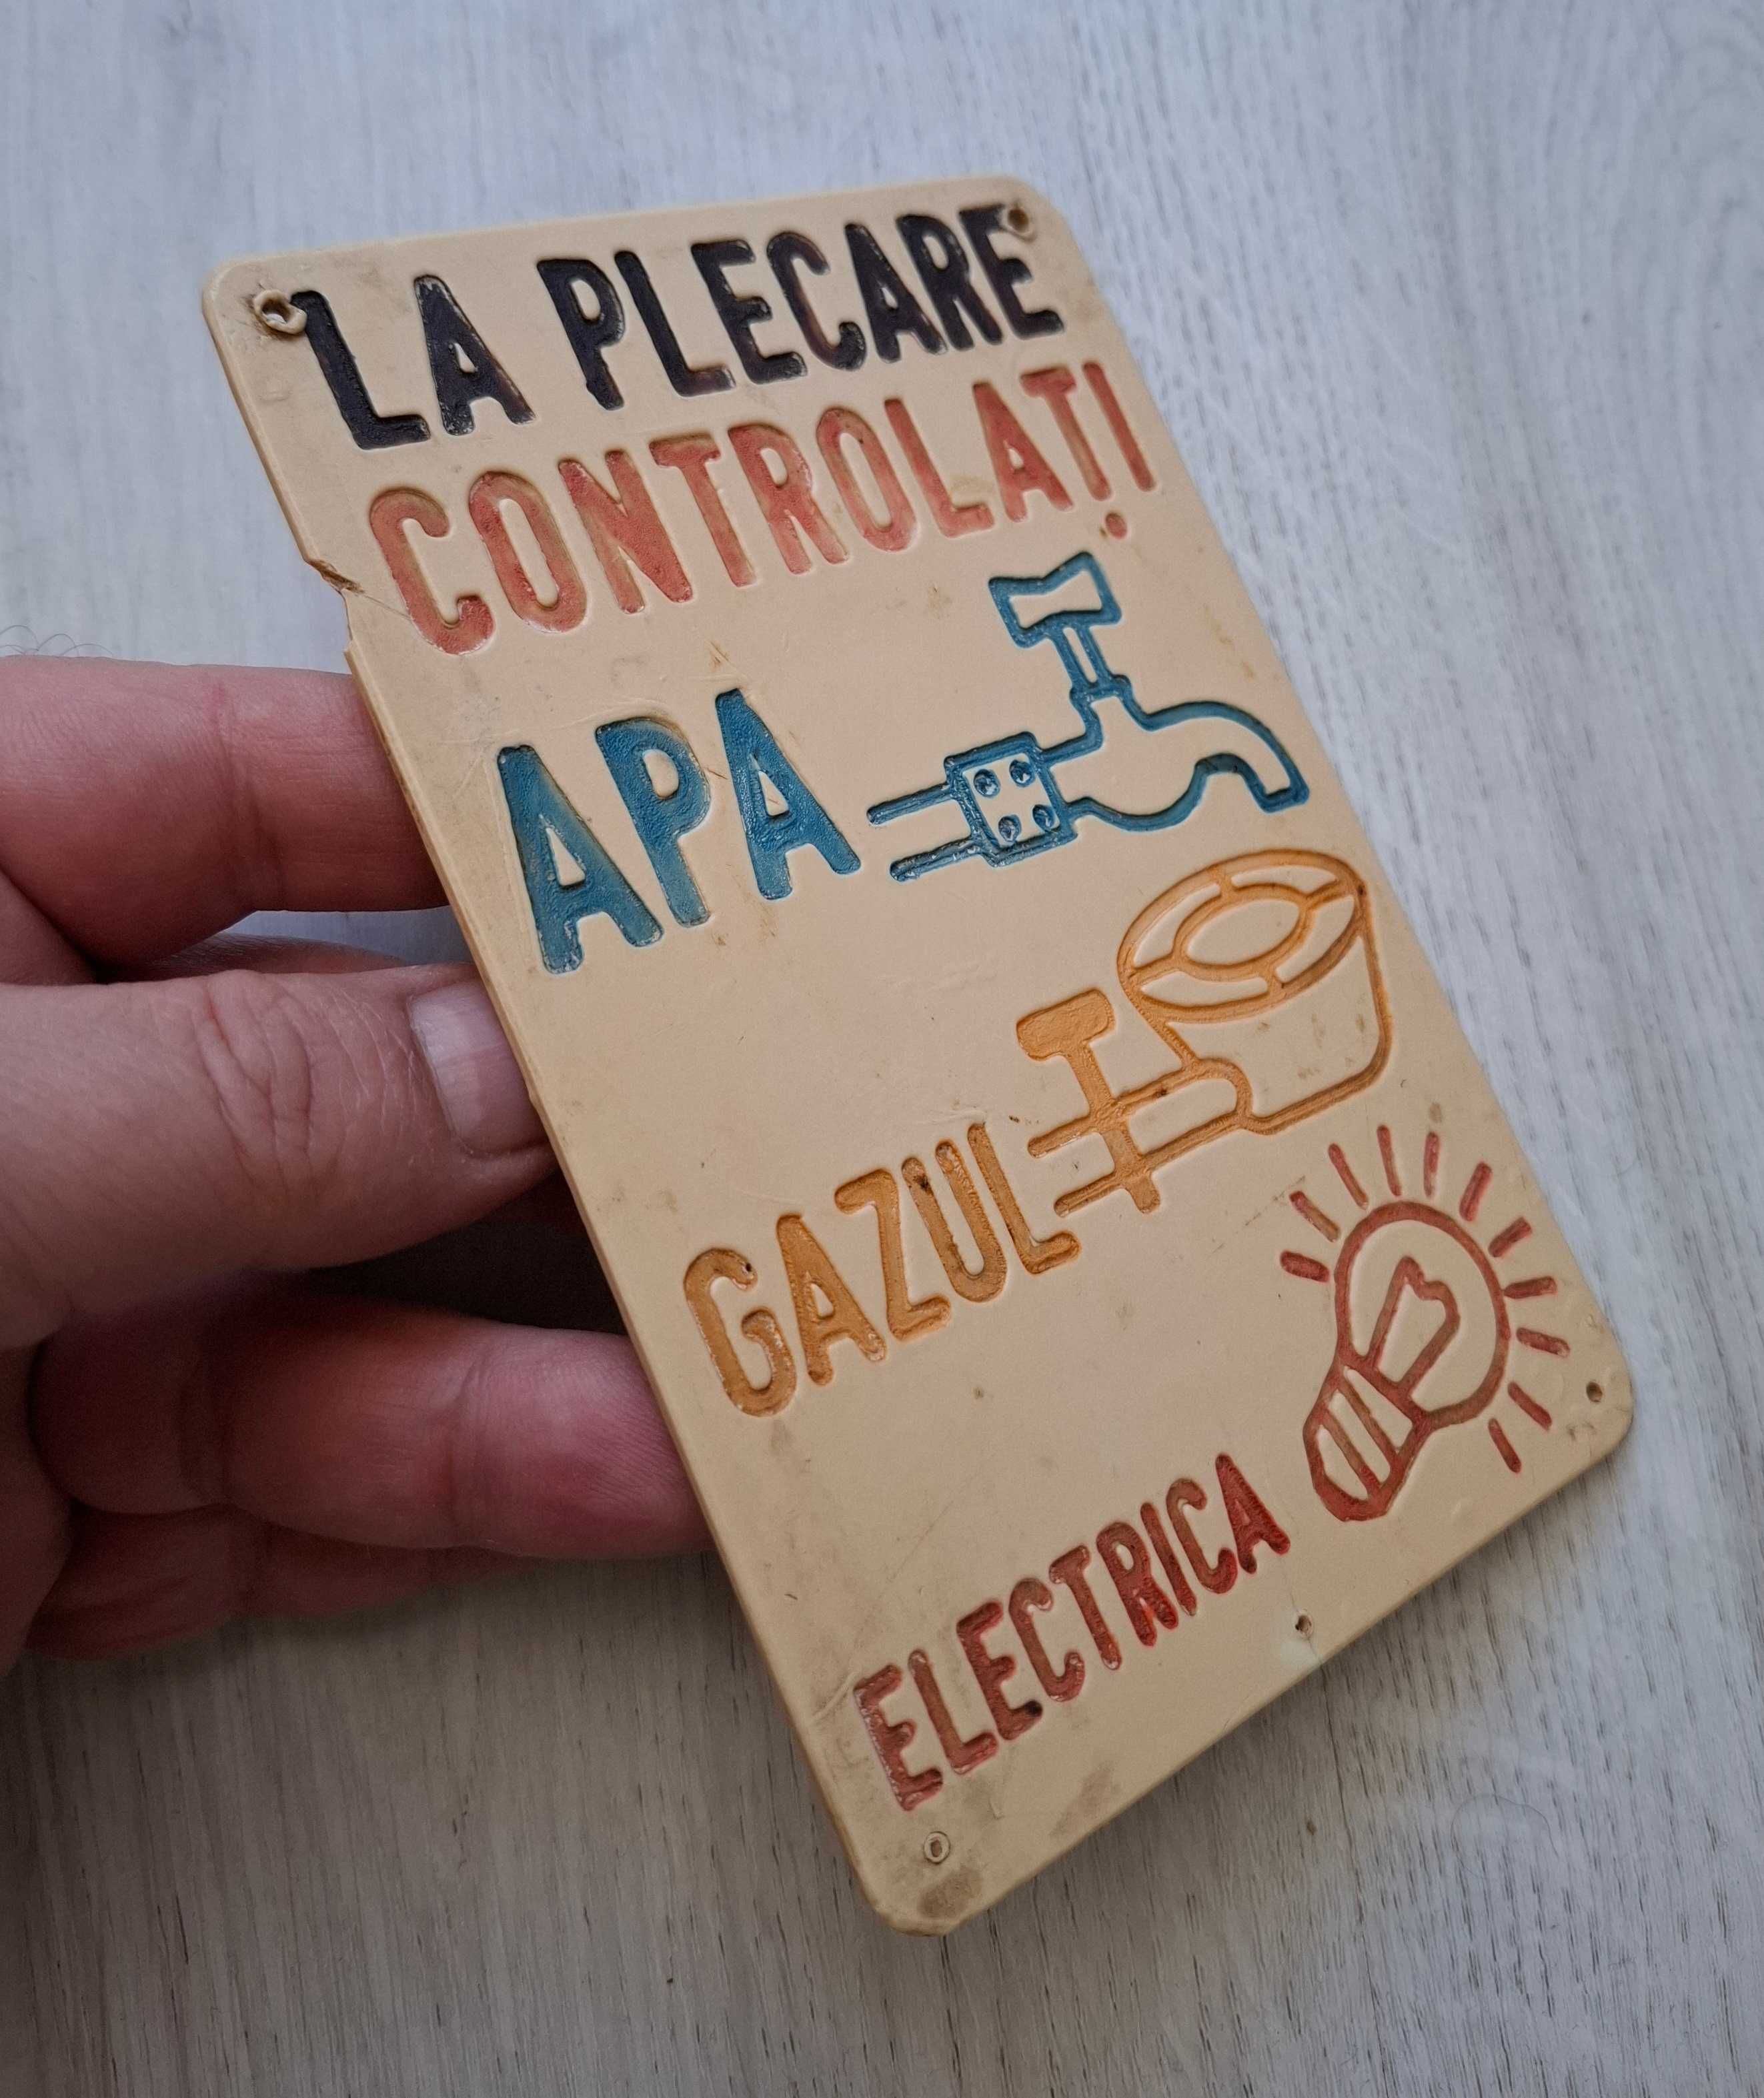 LA PLECARE
CONTROLAȚI
APA
GAZUL
ELECTRICA